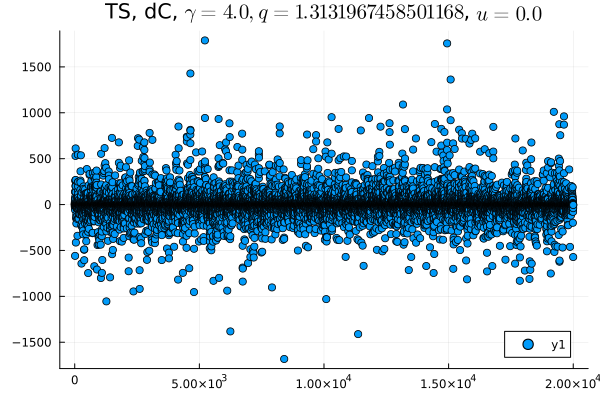 TS, dC, γ = 4.0, q = 1.3131967458501168, u = 0.0
1500
1000
500
0
−500
−1000
−1500
0 5.00×10³ 1.00×10⁴ 1.50×10⁴ 2.00×10⁴
y1